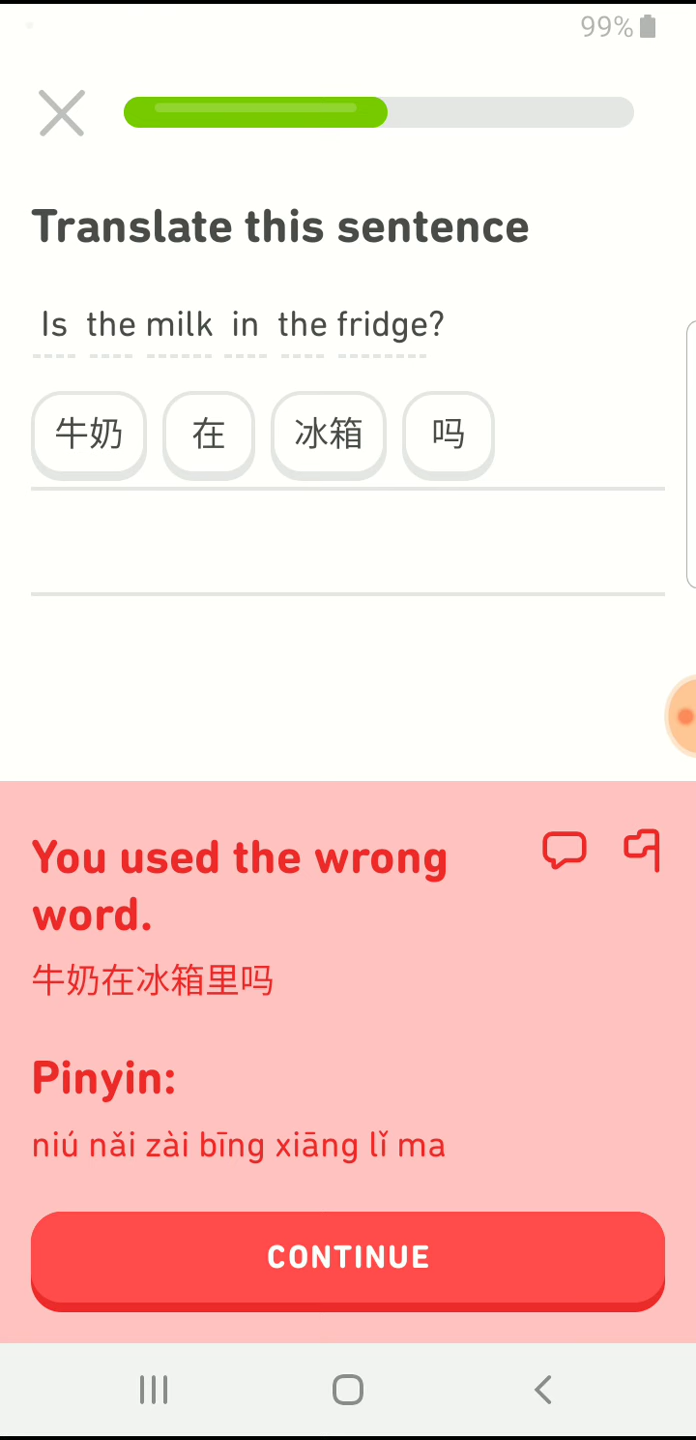 99%
Translate this sentence
Is the milk in the fridge?
牛奶 在 冰箱 吗
You used the wrong
word.
牛奶在冰箱里吗
Pinyin:
niú nǎi zài bīng xiāng lǐ ma
CONTINUE